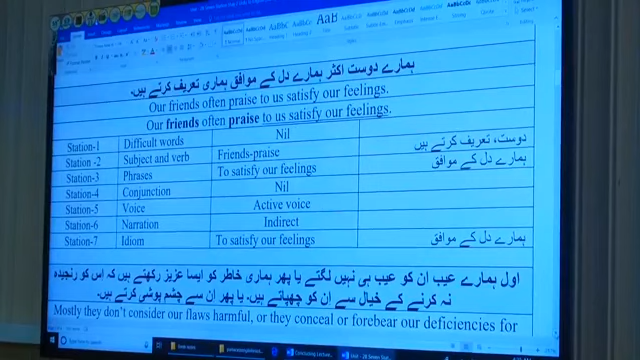 ہمارے دوست اکثر ہمارے دل کے موافق ہماری تعریف کرتے ہیں۔
Our friends often praise to us satisfy our feelings.
Our friends often praise to us satisfy our feelings.
Station-1 Difficult words Nil
Station -2 Subject and verb Friends-praise دوست، تعریف کرتے ہیں
Station-3 Phrases To satisfy our feelings ہمارے دل کے موافق
Station-4 Conjunction Nil
Station-5 Voice Active voice
Station-6 Narration Indirect
Station-7 Idiom To satisfy our feelings ہمارے دل کے موافق
اول ہمارے عیب ان کو عیب ہی نہیں لگتے یا پھر ہماری خاطر کو ایسا عزیز رکھتے ہیں کہ اس کو رنجیدہ
نہ کرنے کے خیال سے ان کو چھپاتے ہیں۔ یا پھر ان سے چشم پوشی کرتے ہیں۔
Mostly they don't consider our flaws harmful, or they conceal or forebear our deficiencies for